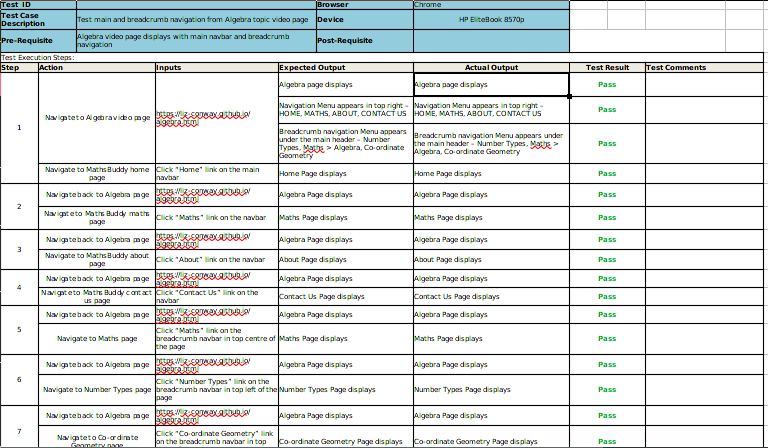 Test ID
Browser
Chrome
Test Case
Description
Test main and breadcrumb navigation from Algebra topic video page
Device
HP EliteBook 8570p
Pre-Requisite
Algebra video page displays with main navbar and breadcrumb
navigation
Post-Requisite
Test Execution Steps:
Step Action Inputs Expected Output Actual Output Test Result Test Comments
1
Navigate to Algebra video page
https://liz-conway.github.io/
algebra.html
Algebra page displays
Algebra page displays
Pass
Navigation Menu appears in top right –
HOME, MATHS, ABOUT, CONTACT US
Navigation Menu appears in top right –
HOME, MATHS, ABOUT, CONTACT US
Pass
Breadcrumb navigation Menu appears
under the main header – Number
Types, Maths > Algebra, Co-ordinate
Geometry
Breadcrumb navigation Menu appears under
the main header – Number Types, Maths >
Algebra, Co-ordinate Geometry
Pass
Navigate to MathsBuddy home
page
Click "Home" link on the main
navbar
Home Page displays
Home Page displays
Pass
2
Navigate back to Algebra page
https://liz-conway.github.io/
algebra.html
Algebra Page displays
Algebra Page displays
Pass
Navigate to MathsBuddy maths
page
Click "Maths" link on the navbar
Maths Page displays
Maths Page displays
Pass
3
Navigate back to Algebra page
https://liz-conway.github.io/
algebra.html
Algebra Page displays
Algebra Page displays
Pass
Navigate to MathsBuddy about
page
Click "About" link on the navbar
About Page displays
About Page displays
Pass
4
Navigate back to Algebra page
https://liz-conway.github.io/
algebra.html
Algebra Page displays
Algebra Page displays
Pass
Navigate to MathsBuddy contact
us page
Click "Contact Us" link on the
navbar
Contact Us Page displays
Contact Us Page displays
Pass
5
Navigate back to Algebra page
https://liz-conway.github.io/
algebra.html
Algebra Page displays
Algebra Page displays
Pass
Navigate to Maths page
Click "Maths" link on the
breadcrumb navbar in top centre of
the page
Maths Page displays
Maths Page displays
Pass
6
Navigate back to Algebra page
https://liz-conway.github.io/
algebra.html
Algebra Page displays
Algebra Page displays
Pass
Navigate to Number Types page
Click "Number Types" link on the
breadcrumb navbar in top left of the
page
Number Types Page displays
Number Types Page displays
Pass
7
Navigate back to Algebra page
https://liz-conway.github.io/
algebra.html
Algebra Page displays
Algebra Page displays
Pass
Navigate to Co-ordinate
Geometry page
Click "Co-ordinate Geometry" link
on the breadcrumb navbar in top
Co-ordinate Geometry Page displays
Co-ordinate Geometry Page displays
Pass